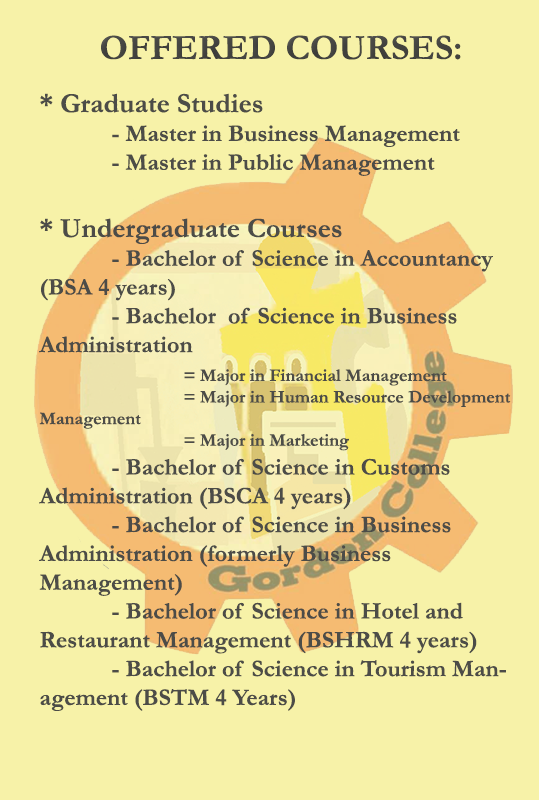 OFFERED COURSES:
* Graduate Studies
- Master in Business Management
- Master in Public Management
* Undergraduate Courses
- Bachelor of Science in Accountancy
(BSA 4 years)
- Bachelor of Science in Business
Administration
= Major in Financial Management
= Major in Human Resource Development
Management
= Major in Marketing
- Bachelor of Science in Customs
Administration (BSCA 4 years)
- Bachelor of Science in Business
Administration (formerly Business
Management)
- Bachelor of Science in Hotel and
Restaurant Management (BSHRM 4 years)
- Bachelor of Science in Tourism Man-
agement (BSTM 4 Years)
Gorden College